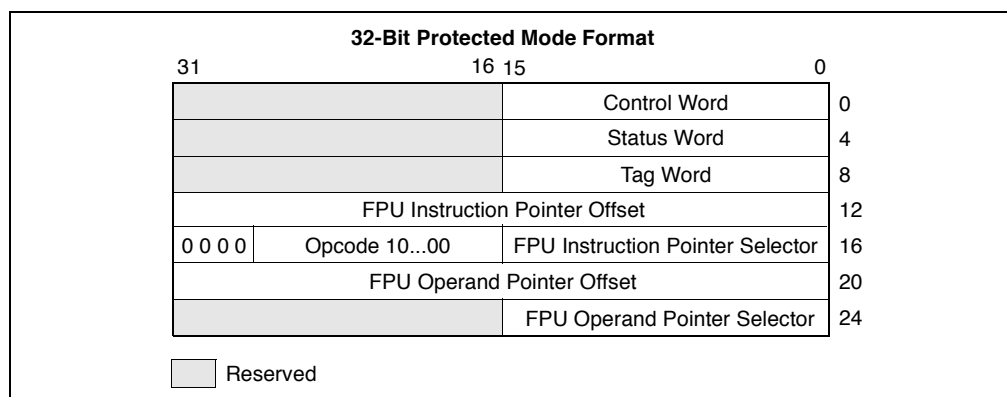 32-Bit Protected Mode Format
31 16 15 0
Control Word 0
Status Word 4
Tag Word 8
FPU Instruction Pointer Offset 12
0 0 0 0 Opcode 10...00 FPU Instruction Pointer Selector 16
FPU Operand Pointer Offset 20
FPU Operand Pointer Selector 24
Reserved